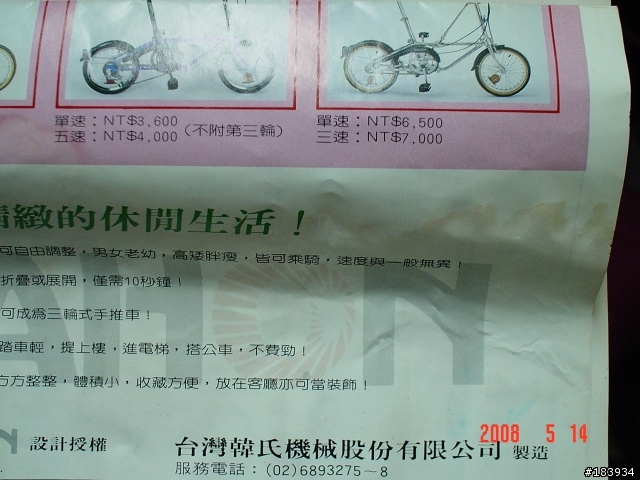 單速：NT$3,600
五速：NT$4,000（不附第三輪）
單速：NT$6,500
三速：NT$7,000
精緻的休閒生活！
可自由調整，男女老幼，高矮胖瘦，皆可乘騎，速度與一般無異！
折疊或展開，僅需10秒鐘！
可成為三輪式手推車！
踏車輕，提上樓，進電梯，搭公車，不費勁！
方方整整，體積小，收藏方便，放在客廳亦可當裝飾！
設計授權
台灣韓氏機械股份有限公司 製造
服務電話：（02）6893275～8
2008 5 14
#183934